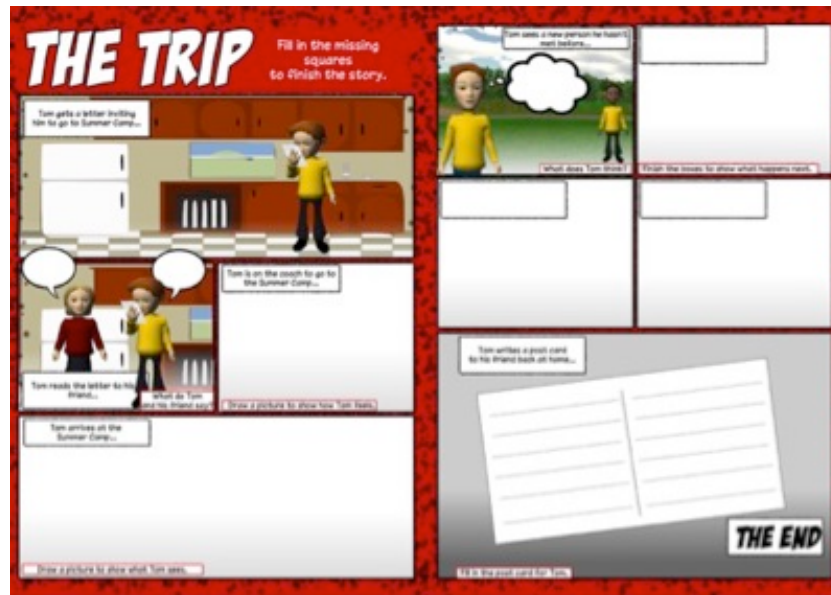 THE TRIP
Fill in the missing
squares
to finish the story.
Tom gets a letter inviting
him to go to Summer Camp...
Tom reads the letter to his
friend...
What do Tom
and his friend say?
Tom is on the coach to go to
the Summer Camp...
Draw a picture to show how Tom feels.
Tom arrives at the
Summer Camp...
Draw a picture to show what Tom sees.
Tom sees a new person he hasn't
met before...
What does Tom think?
Finish the boxes to show what happens next.
Tom writes a post card
to his friend back at home...
THE END
Fill in the post card for Tom.